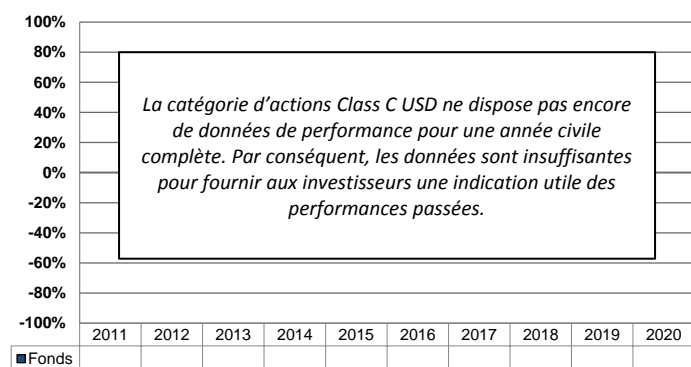 100%
80%
60%
40%
20%
0%
-20%
-40%
-60%
-80%
-100%
La catégorie d'actions Class C USD ne dispose pas encore
de données de performance pour une année civile
complète. Par conséquent, les données sont insuffisantes
pour fournir aux investisseurs une indication utile des
performances passées.
2011 2012 2013 2014 2015 2016 2017 2018 2019 2020
Fonds